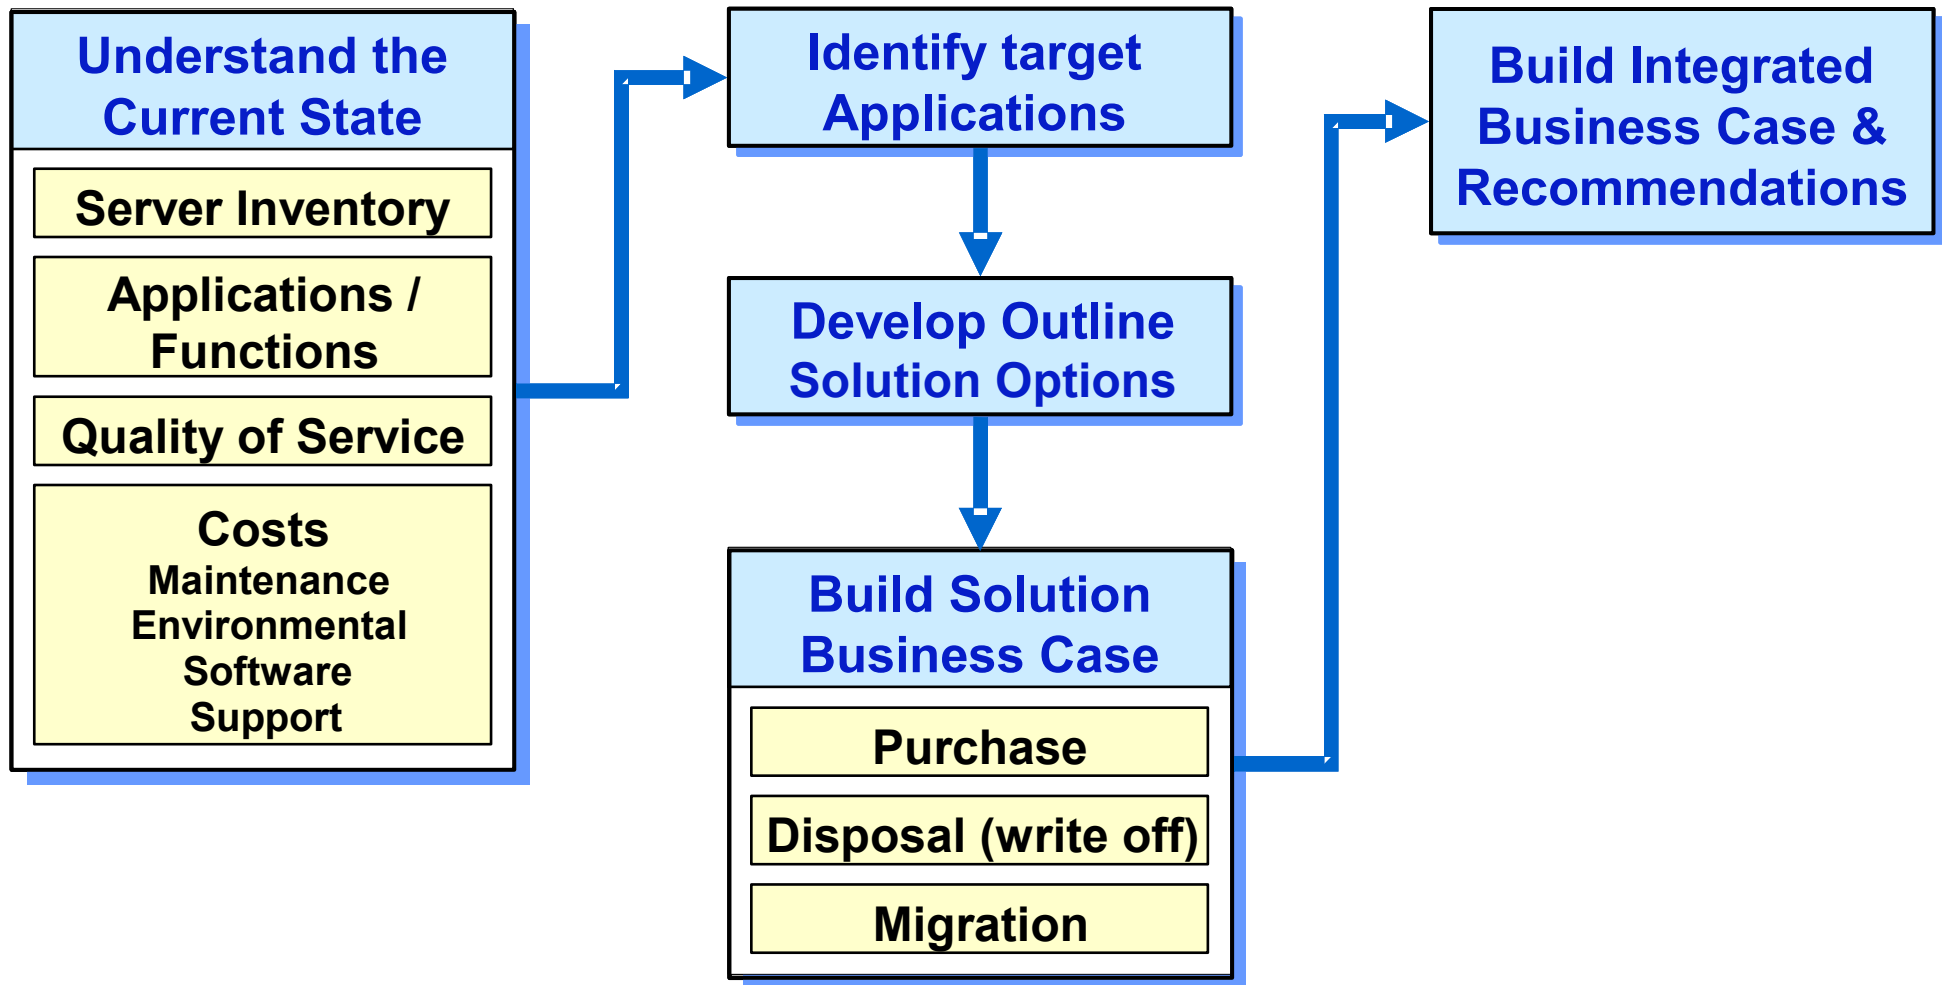 Understand the
Current State
Server Inventory
Applications /
Functions
Quality of Service
Costs
Maintenance
Environmental
Software
Support
Identify target
Applications
Develop Outline
Solution Options
Build Solution
Business Case
Purchase
Disposal (write off)
Migration
Build Integrated
Business Case &
Recommendations